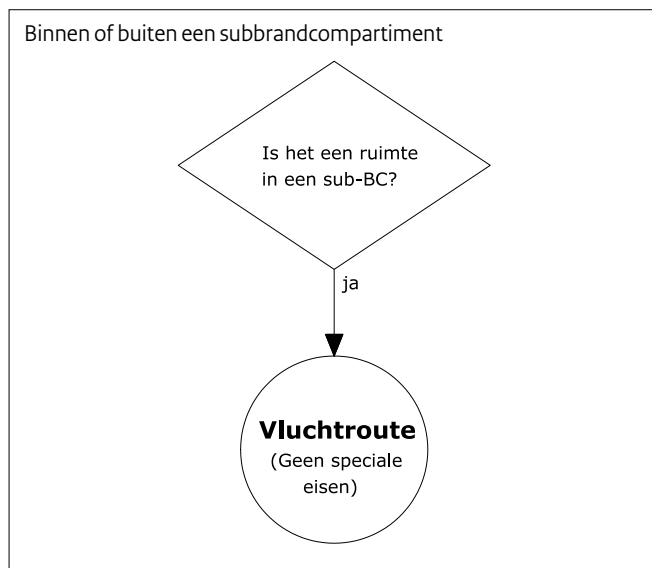 Binnen of buiten een subbrandcompartiment
Is het een ruimte
in een sub-BC?
ja
Vluchtroute
(Geen speciale
eisen)